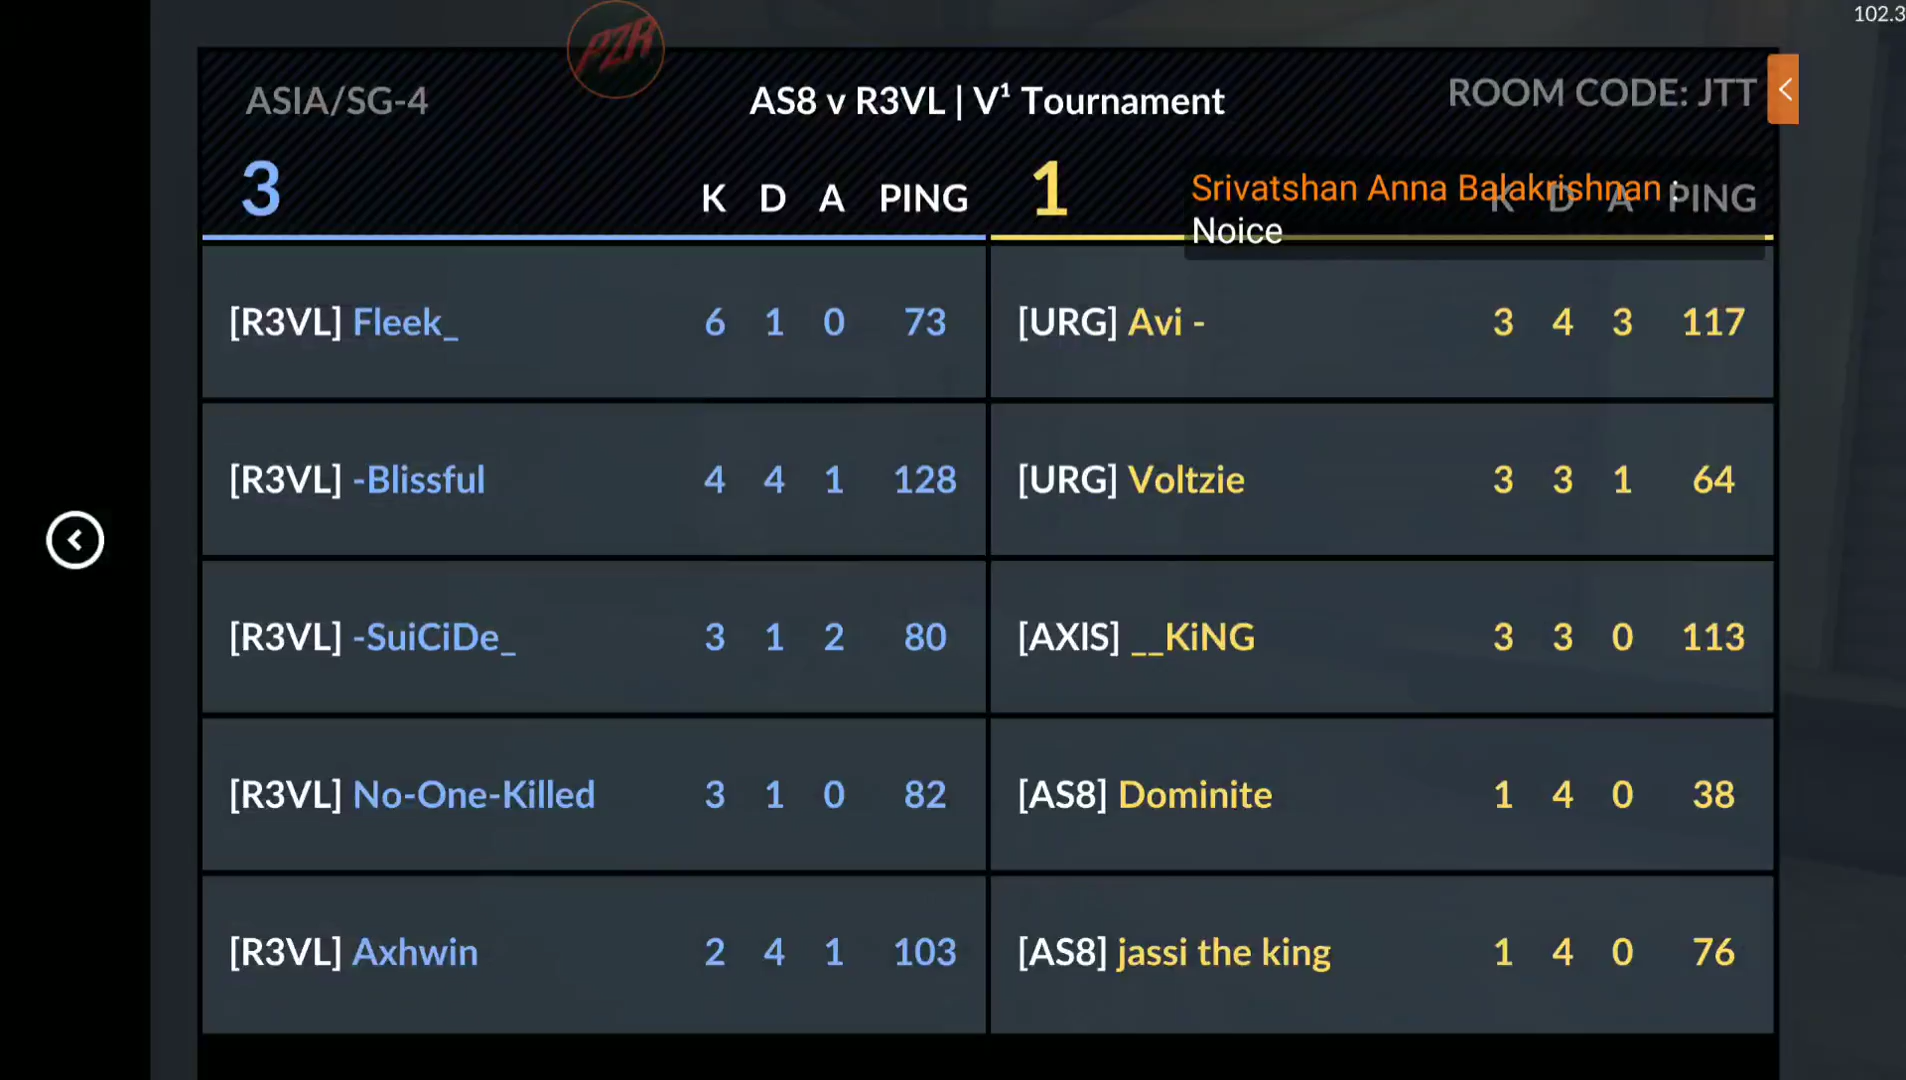 102.3
PZR
ASIA/SG-4
AS8 v R3VL | V¹ Tournament
ROOM CODE: JTT
3 K D A PING
1 K D A PING
Srivatshan Anna Balakrishnan :
Noice
[R3VL] Fleek_ 6 1 0 73
[URG] Avi - 3 4 3 117
[R3VL] -Blissful 4 4 1 128
[URG] Voltzie 3 3 1 64
[R3VL] -SuiCiDe_ 3 1 2 80
[AXIS] __KiNG 3 3 0 113
[R3VL] No-One-Killed 3 1 0 82
[AS8] Dominite 1 4 0 38
[R3VL] Axhwin 2 4 1 103
[AS8] jassi the king 1 4 0 76